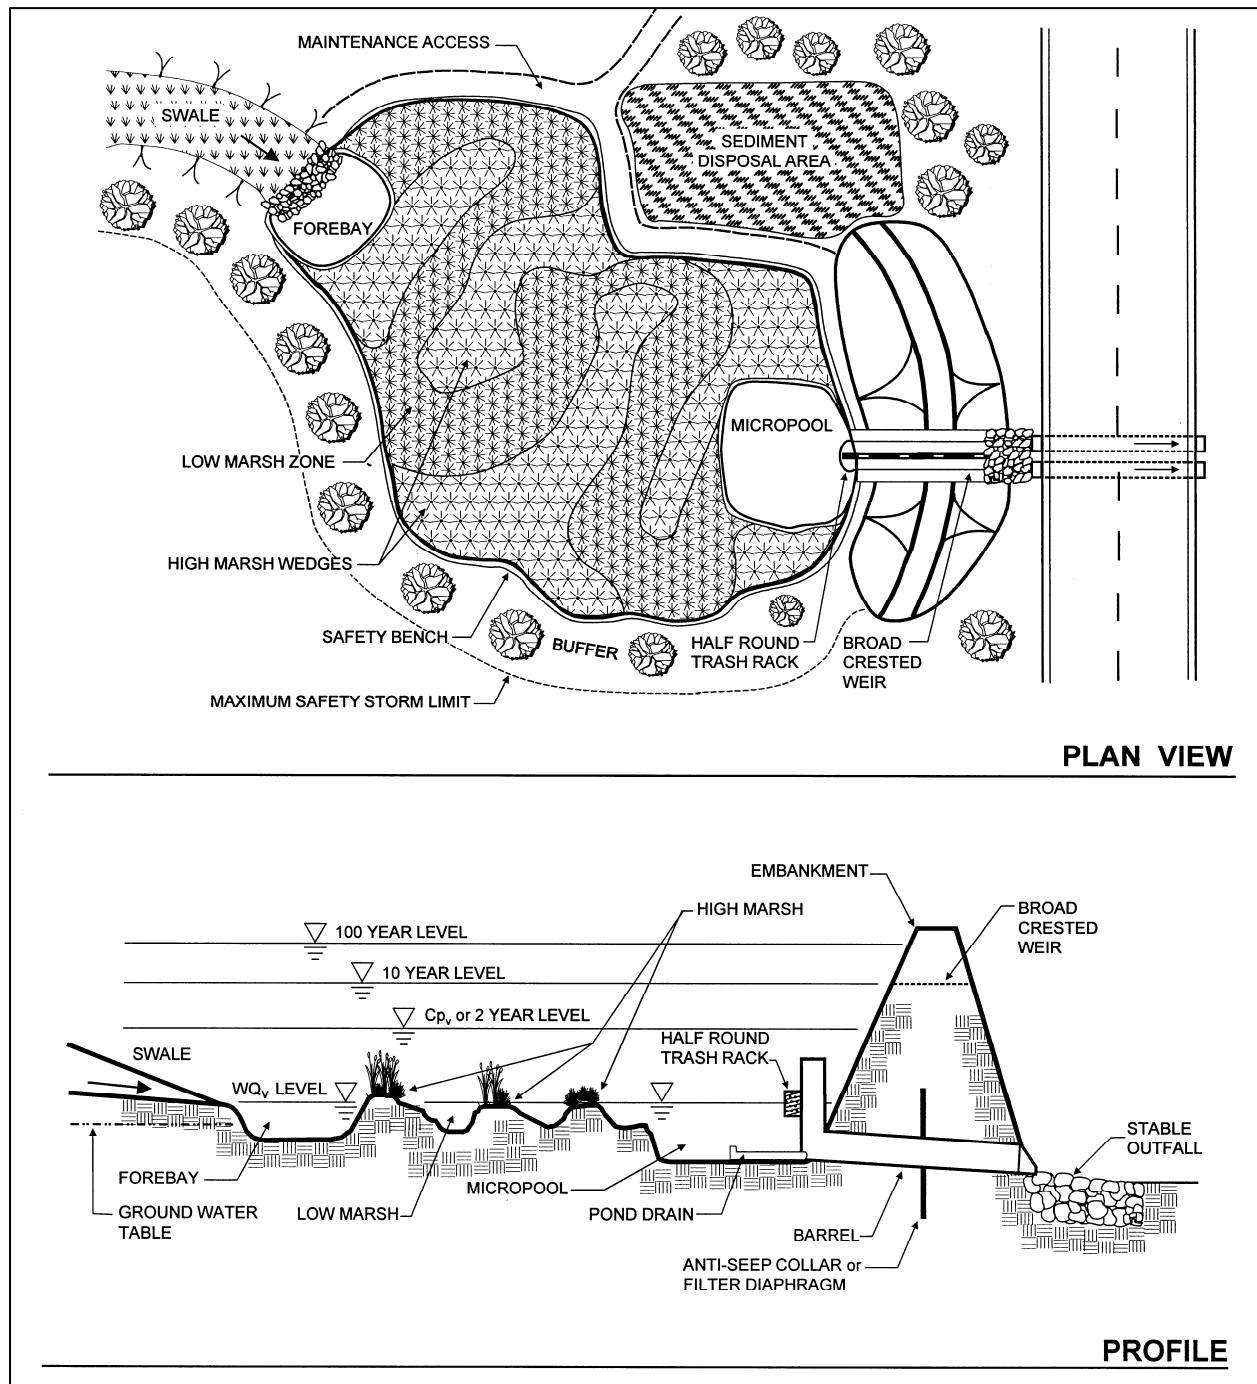 MAINTENANCE ACCESS
SWALE
SEDIMENT
DISPOSAL AREA
FOREBAY
MICROPOOL
LOW MARSH ZONE
HIGH MARSH WEDGES
SAFETY BENCH
BUFFER
HALF ROUND
TRASH RACK
BROAD
CRESTED
WEIR
MAXIMUM SAFETY STORM LIMIT
PLAN VIEW
EMBANKMENT
HIGH MARSH
BROAD
CRESTED
WEIR
100 YEAR LEVEL
10 YEAR LEVEL
Cpv or 2 YEAR LEVEL
HALF ROUND
TRASH RACK
SWALE
WQv LEVEL
STABLE
OUTFALL
FOREBAY
MICROPOOL
GROUND WATER
TABLE
LOW MARSH
POND DRAIN
BARREL
ANTI-SEEP COLLAR or
FILTER DIAPHRAGM
PROFILE